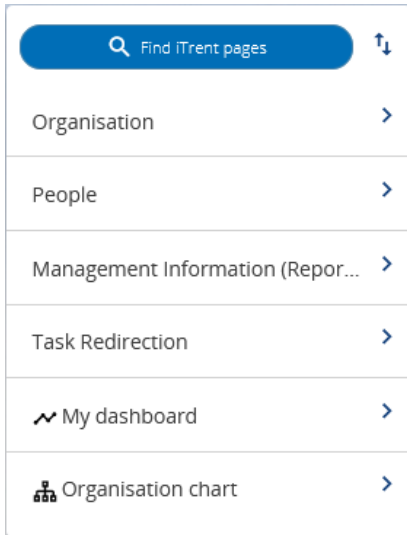 Find iTrent pages
Organisation
People
Management Information (Repor...
Task Redirection
My dashboard
Organisation chart